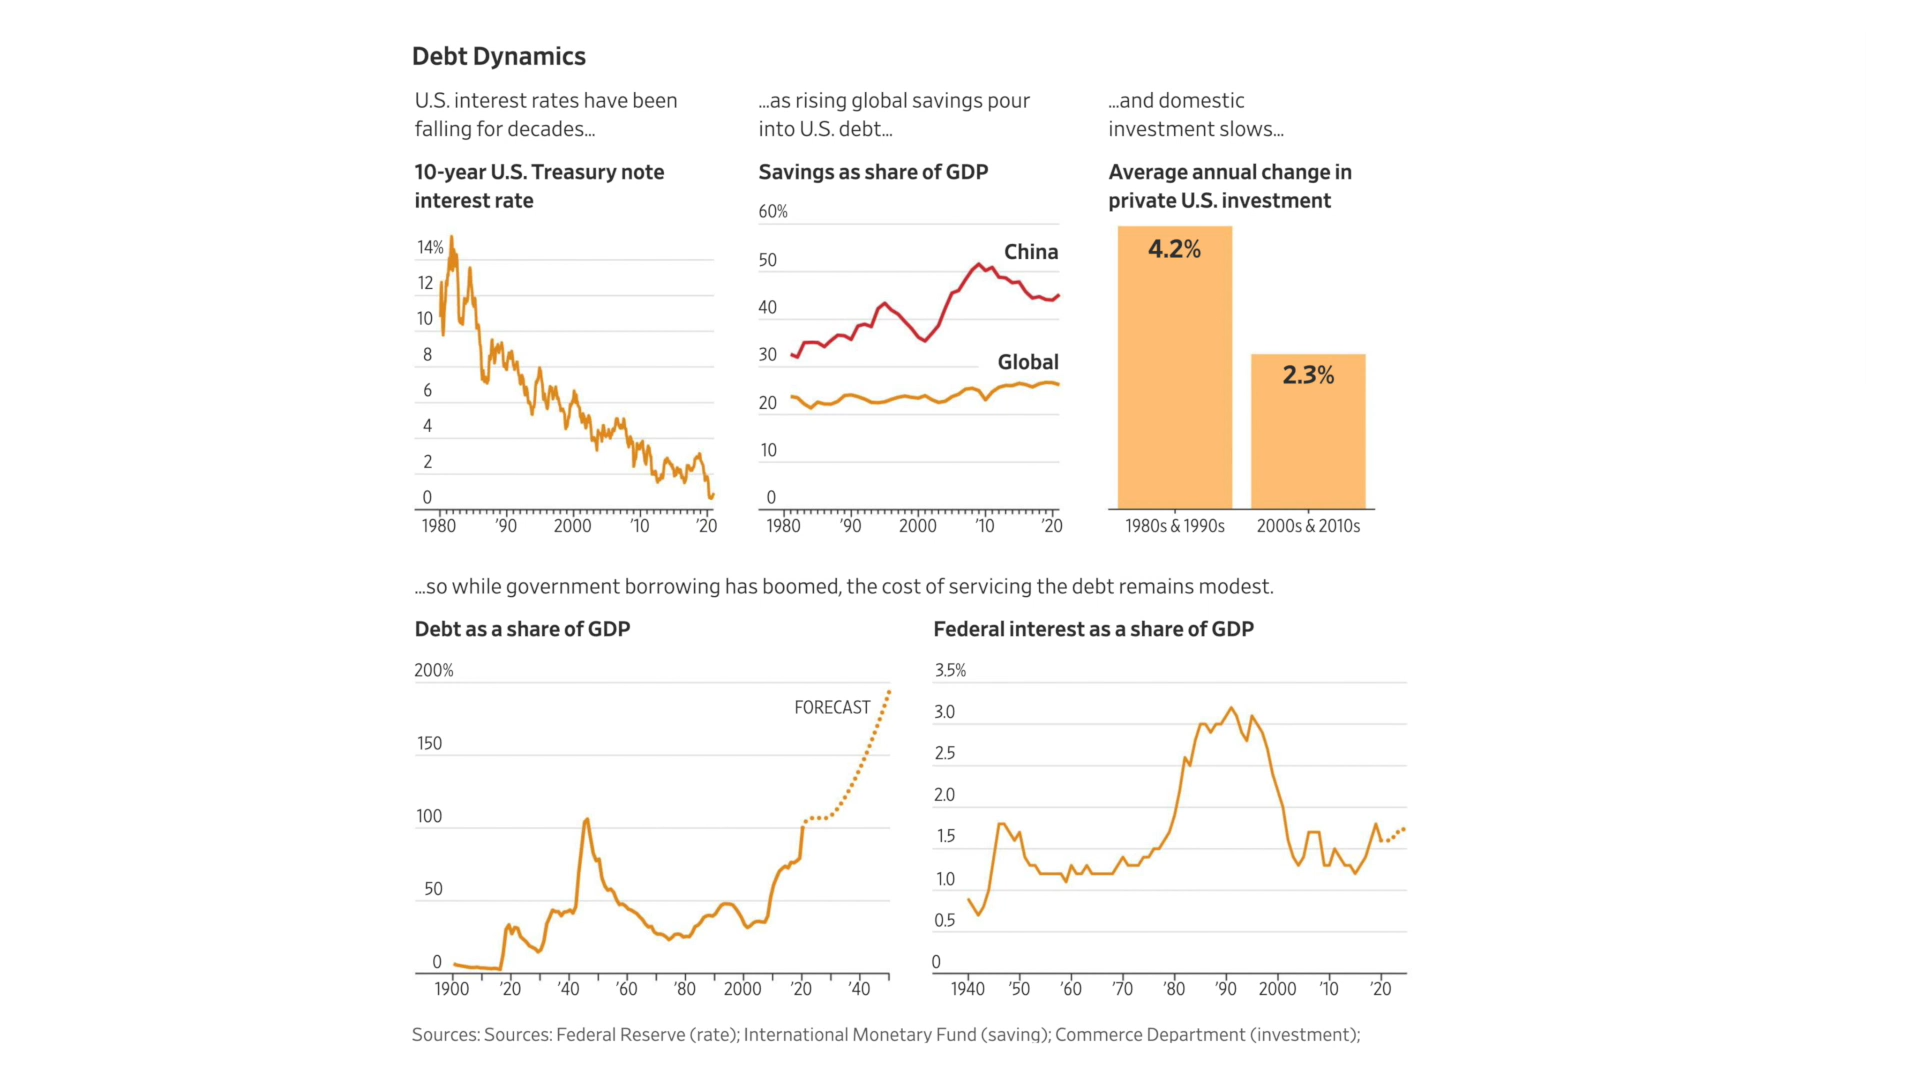 Debt Dynamics
U.S. interest rates have been
falling for decades...
10-year U.S. Treasury note
interest rate
14%
12
10
8
6
4
2
0
1980 '90 2000 '10 '20
...as rising global savings pour
into U.S. debt...
Savings as share of GDP
60%
50
40
30
20
10
0
China
Global
1980 '90 2000 '10 '20
...and domestic
investment slows...
Average annual change in
private U.S. investment
4.2%
2.3%
1980s & 1990s 2000s & 2010s
...so while government borrowing has boomed, the cost of servicing the debt remains modest.
Debt as a share of GDP
200%
150
100
50
0
FORECAST
1900 '20 '40 '60 '80 2000 '20 '40
Federal interest as a share of GDP
3.5%
3.0
2.5
2.0
1.5
1.0
0.5
0
1940 '50 '60 '70 '80 '90 2000 '10 '20
Sources: Sources: Federal Reserve (rate); International Monetary Fund (saving); Commerce Department (investment);